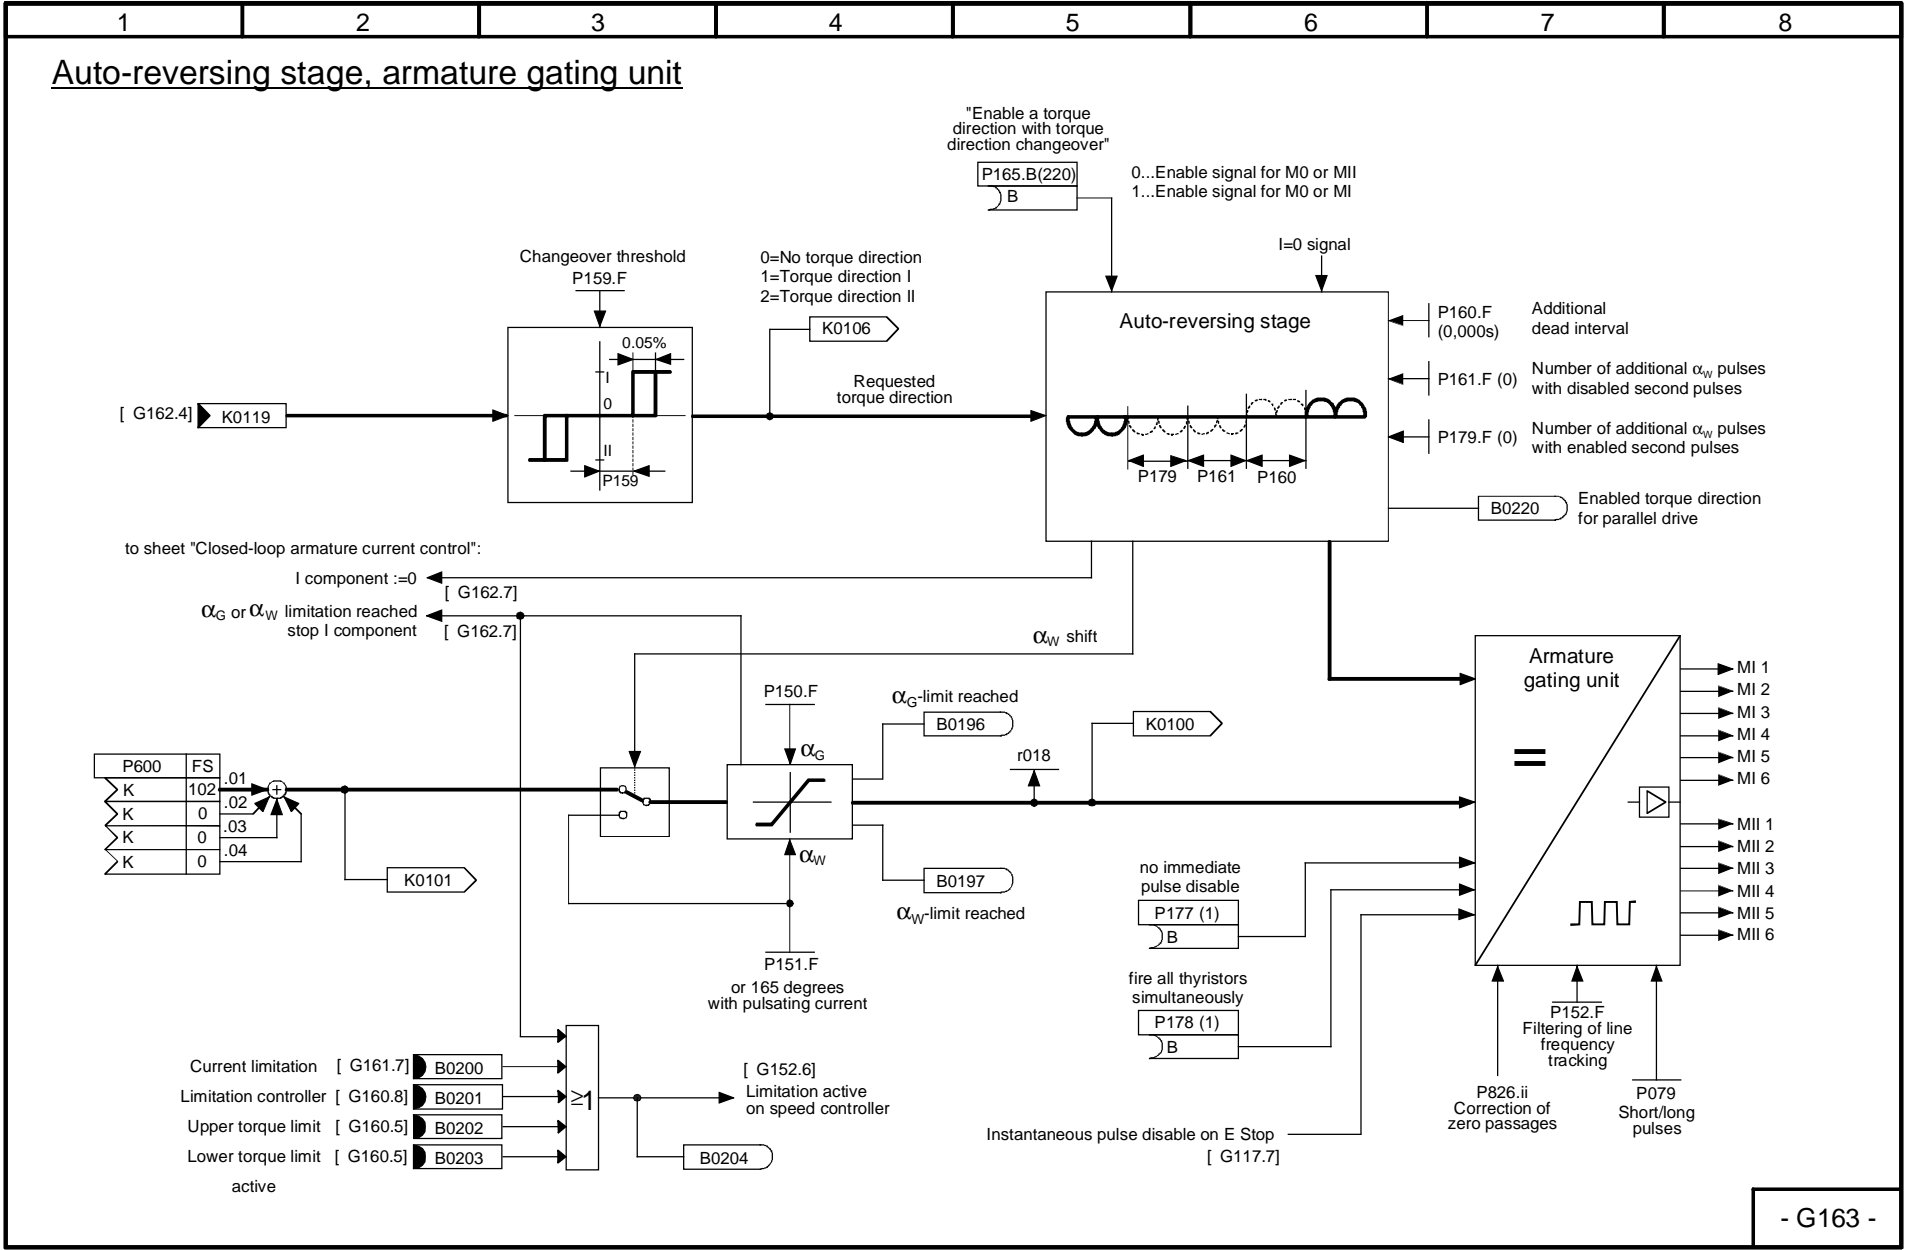 1 2 3 4 5 6 7 8
Auto-reversing stage, armature gating unit
"Enable a torque
direction with torque
direction changeover"
P165.B(220)
B
0...Enable signal for M0 or MII
1...Enable signal for M0 or MI
I=0 signal
Changeover threshold
P159.F
0=No torque direction
1=Torque direction I
2=Torque direction II
K0106
0.05%
I
0
II
P159
[ G162.4]
K0119
Requested
torque direction
Auto-reversing stage
P179
P161
P160
P160.F
(0,000s)
Additional
dead interval
P161.F (0)
Number of additional αW pulses
with disabled second pulses
P179.F (0)
Number of additional αW pulses
with enabled second pulses
B0220
Enabled torque direction
for parallel drive
to sheet "Closed-loop armature current control":
I component :=0
[ G162.7]
αG or αW limitation reached
stop I component
[ G162.7]
αW shift
P150.F
αG
αG-limit reached
B0196
K0100
r018
P600 FS
K 102 .01
K 0 .02
K 0 .03
K 0 .04
+
K0101
αW
B0197
αW-limit reached
P151.F
or 165 degrees
with pulsating current
Armature
gating unit
=
MI 1
MI 2
MI 3
MI 4
MI 5
MI 6
MII 1
MII 2
MII 3
MII 4
MII 5
MII 6
no immediate
pulse disable
P177 (1)
B
fire all thyristors
simultaneously
P178 (1)
B
Instantaneous pulse disable on E Stop
[ G117.7]
P826.ii
Correction of
zero passages
P152.F
Filtering of line
frequency
tracking
P079
Short/long
pulses
Current limitation [ G161.7] B0200
Limitation controller [ G160.8] B0201
Upper torque limit [ G160.5] B0202
Lower torque limit [ G160.5] B0203
active
≥1
[ G152.6]
Limitation active
on speed controller
B0204
- G163 -